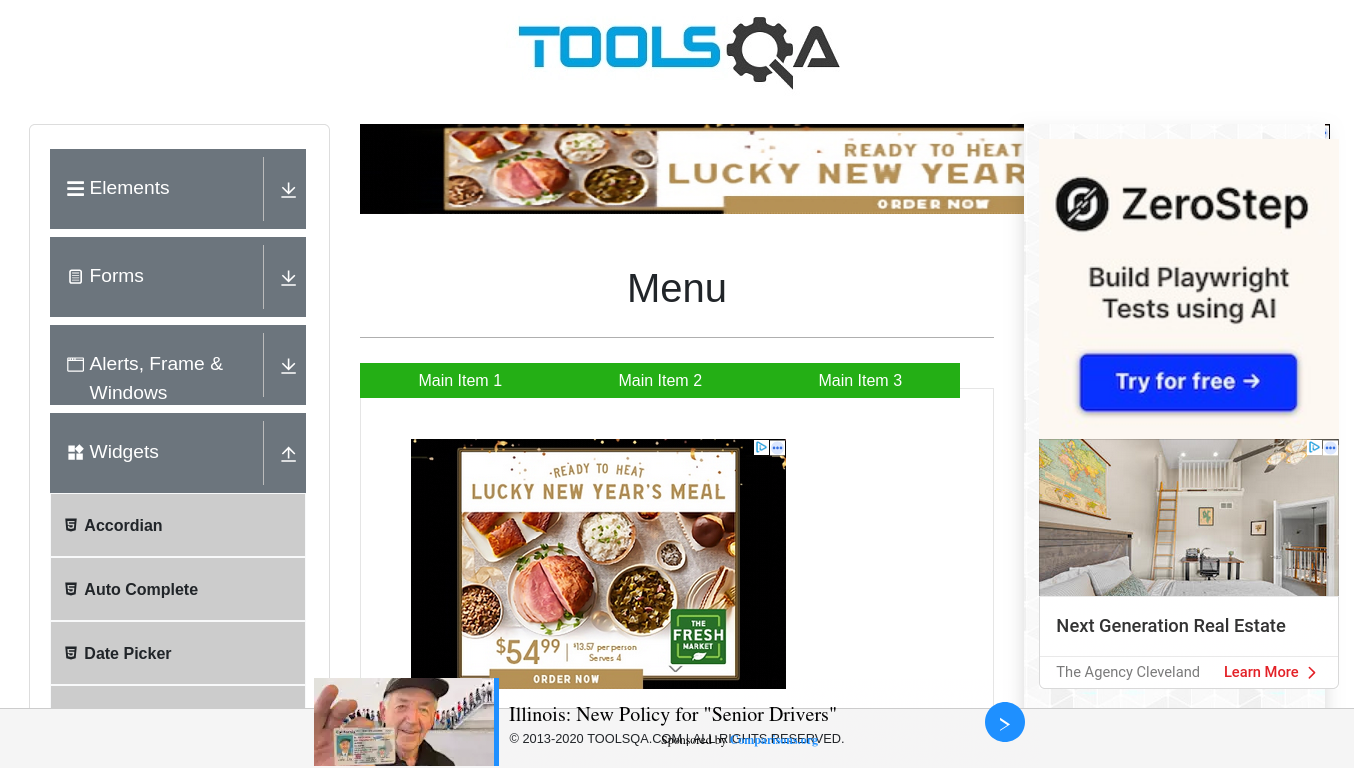 TOOLSQA
Elements
Forms
Alerts, Frame &
Windows
Widgets
Accordian
Auto Complete
Date Picker
READY TO HEAT
LUCKY NEW YEAR
ORDER NOW
Menu
Main Item 1
Main Item 2
Main Item 3
READY TO HEAT
LUCKY NEW YEAR'S MEAL
$54⁹⁹
$13.57 per person
Serves 4
THE
FRESH
MARKET
ORDER NOW
ZeroStep
Build Playwright
Tests using AI
Try for free →
Next Generation Real Estate
The Agency Cleveland
Learn More
Illinois: New Policy for "Senior Drivers"
© 2013-2020 TOOLSQA.COM | ALL RIGHTS RESERVED.
Sponsored by Comparisons.org